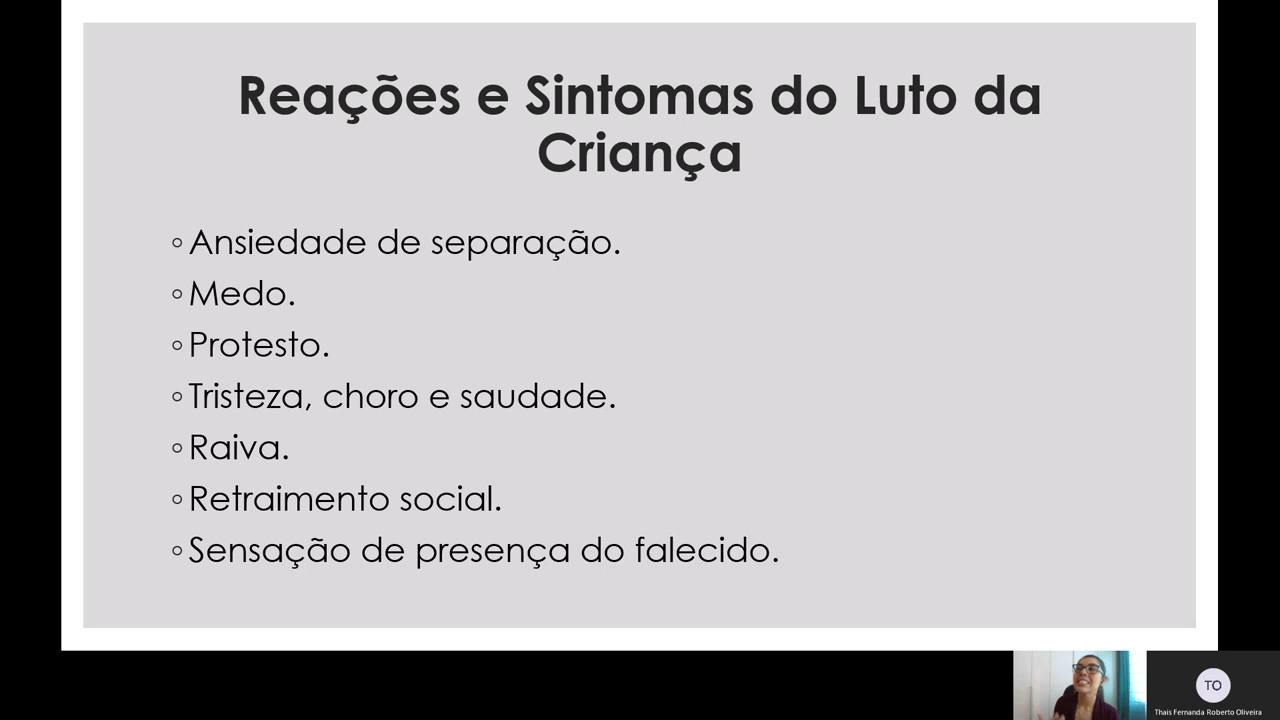 Reações e Sintomas do Luto da
Criança
◦Ansiedade de separação.
◦Medo.
◦Protesto.
◦Tristeza, choro e saudade.
◦Raiva.
◦Retraimento social.
◦Sensação de presença do falecido.
TO
Thais Fernanda Roberto Oliveira